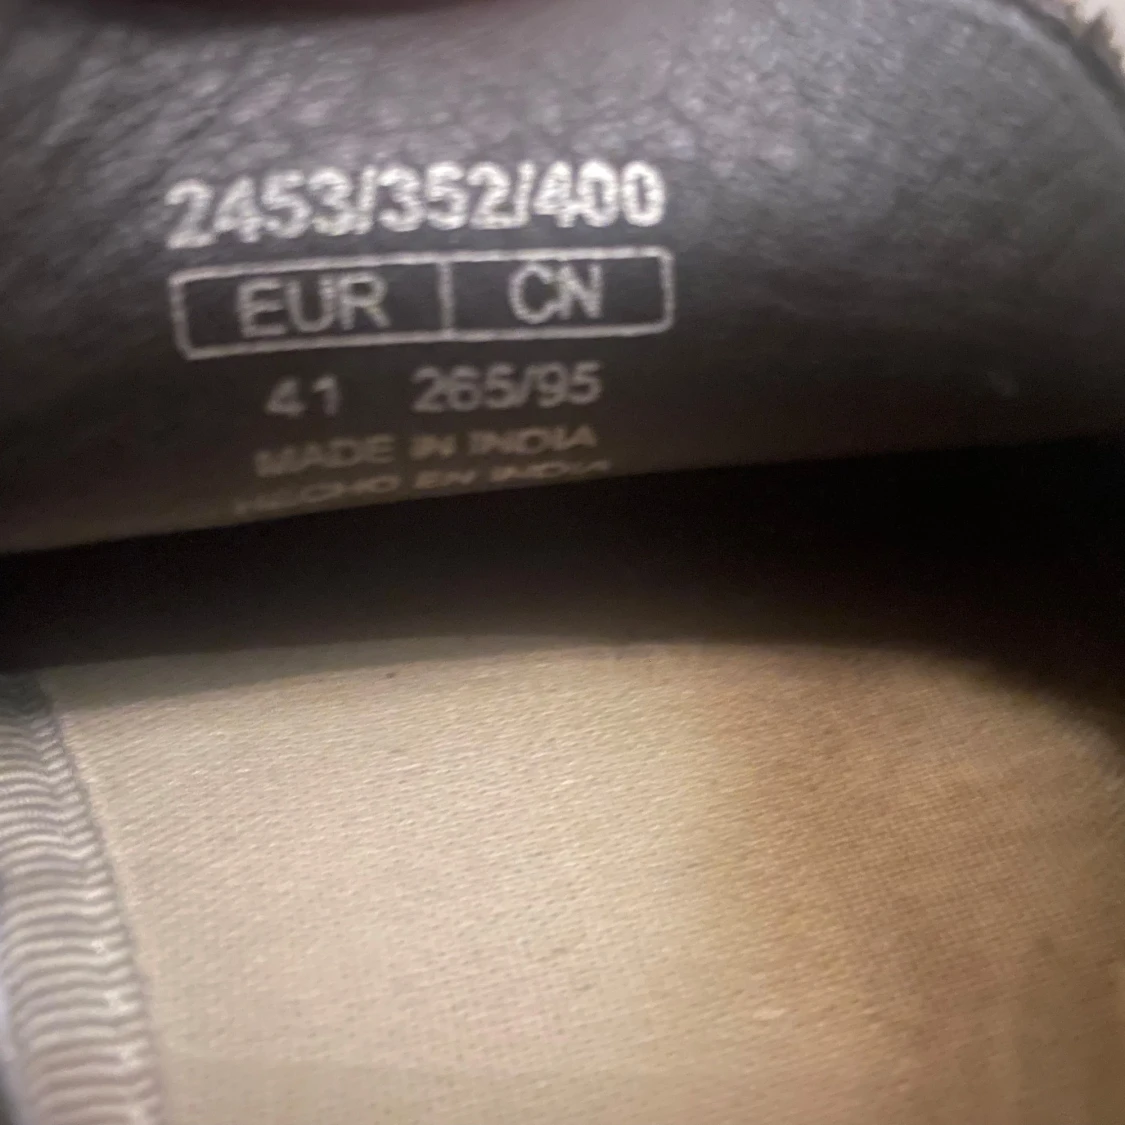 2453/352/400
EUR CN
41 265/95
MADE IN INDIA
HECHO EN INDIA